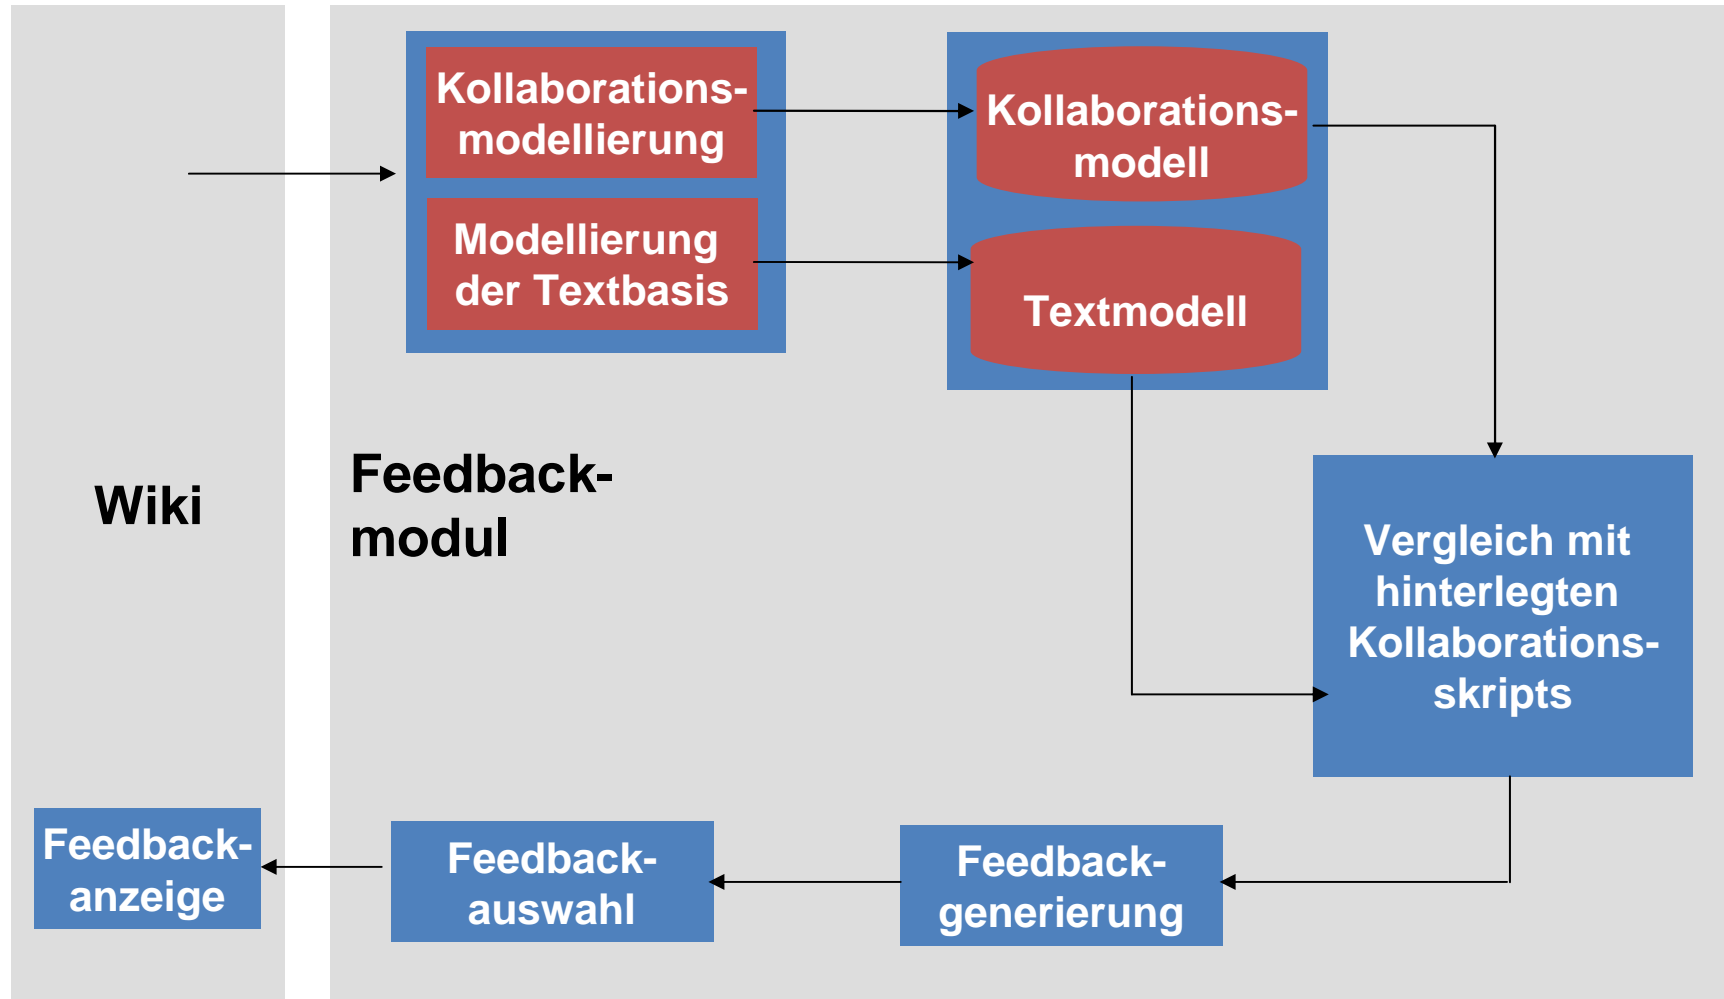 Kollaborations-
modellierung
Modellierung
der Textbasis
Kollaborations-
modell
Textmodell
Wiki
Feedback-
modul
Vergleich mit
hinterlegten
Kollaborations-
skripts
Feedback-
anzeige
Feedback-
auswahl
Feedback-
generierung